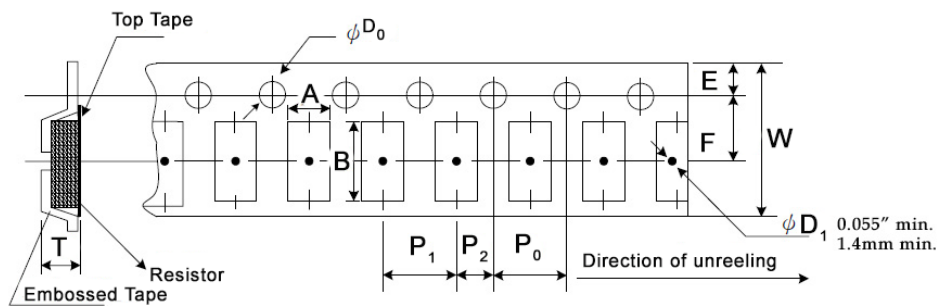 Top Tape
ϕD₀
E
A
F
W
B
ϕD₁ 0.055″ min.
1.4mm min.
T
P₁ P₂ P₀
Direction of unreeling
Resistor
Embossed Tape